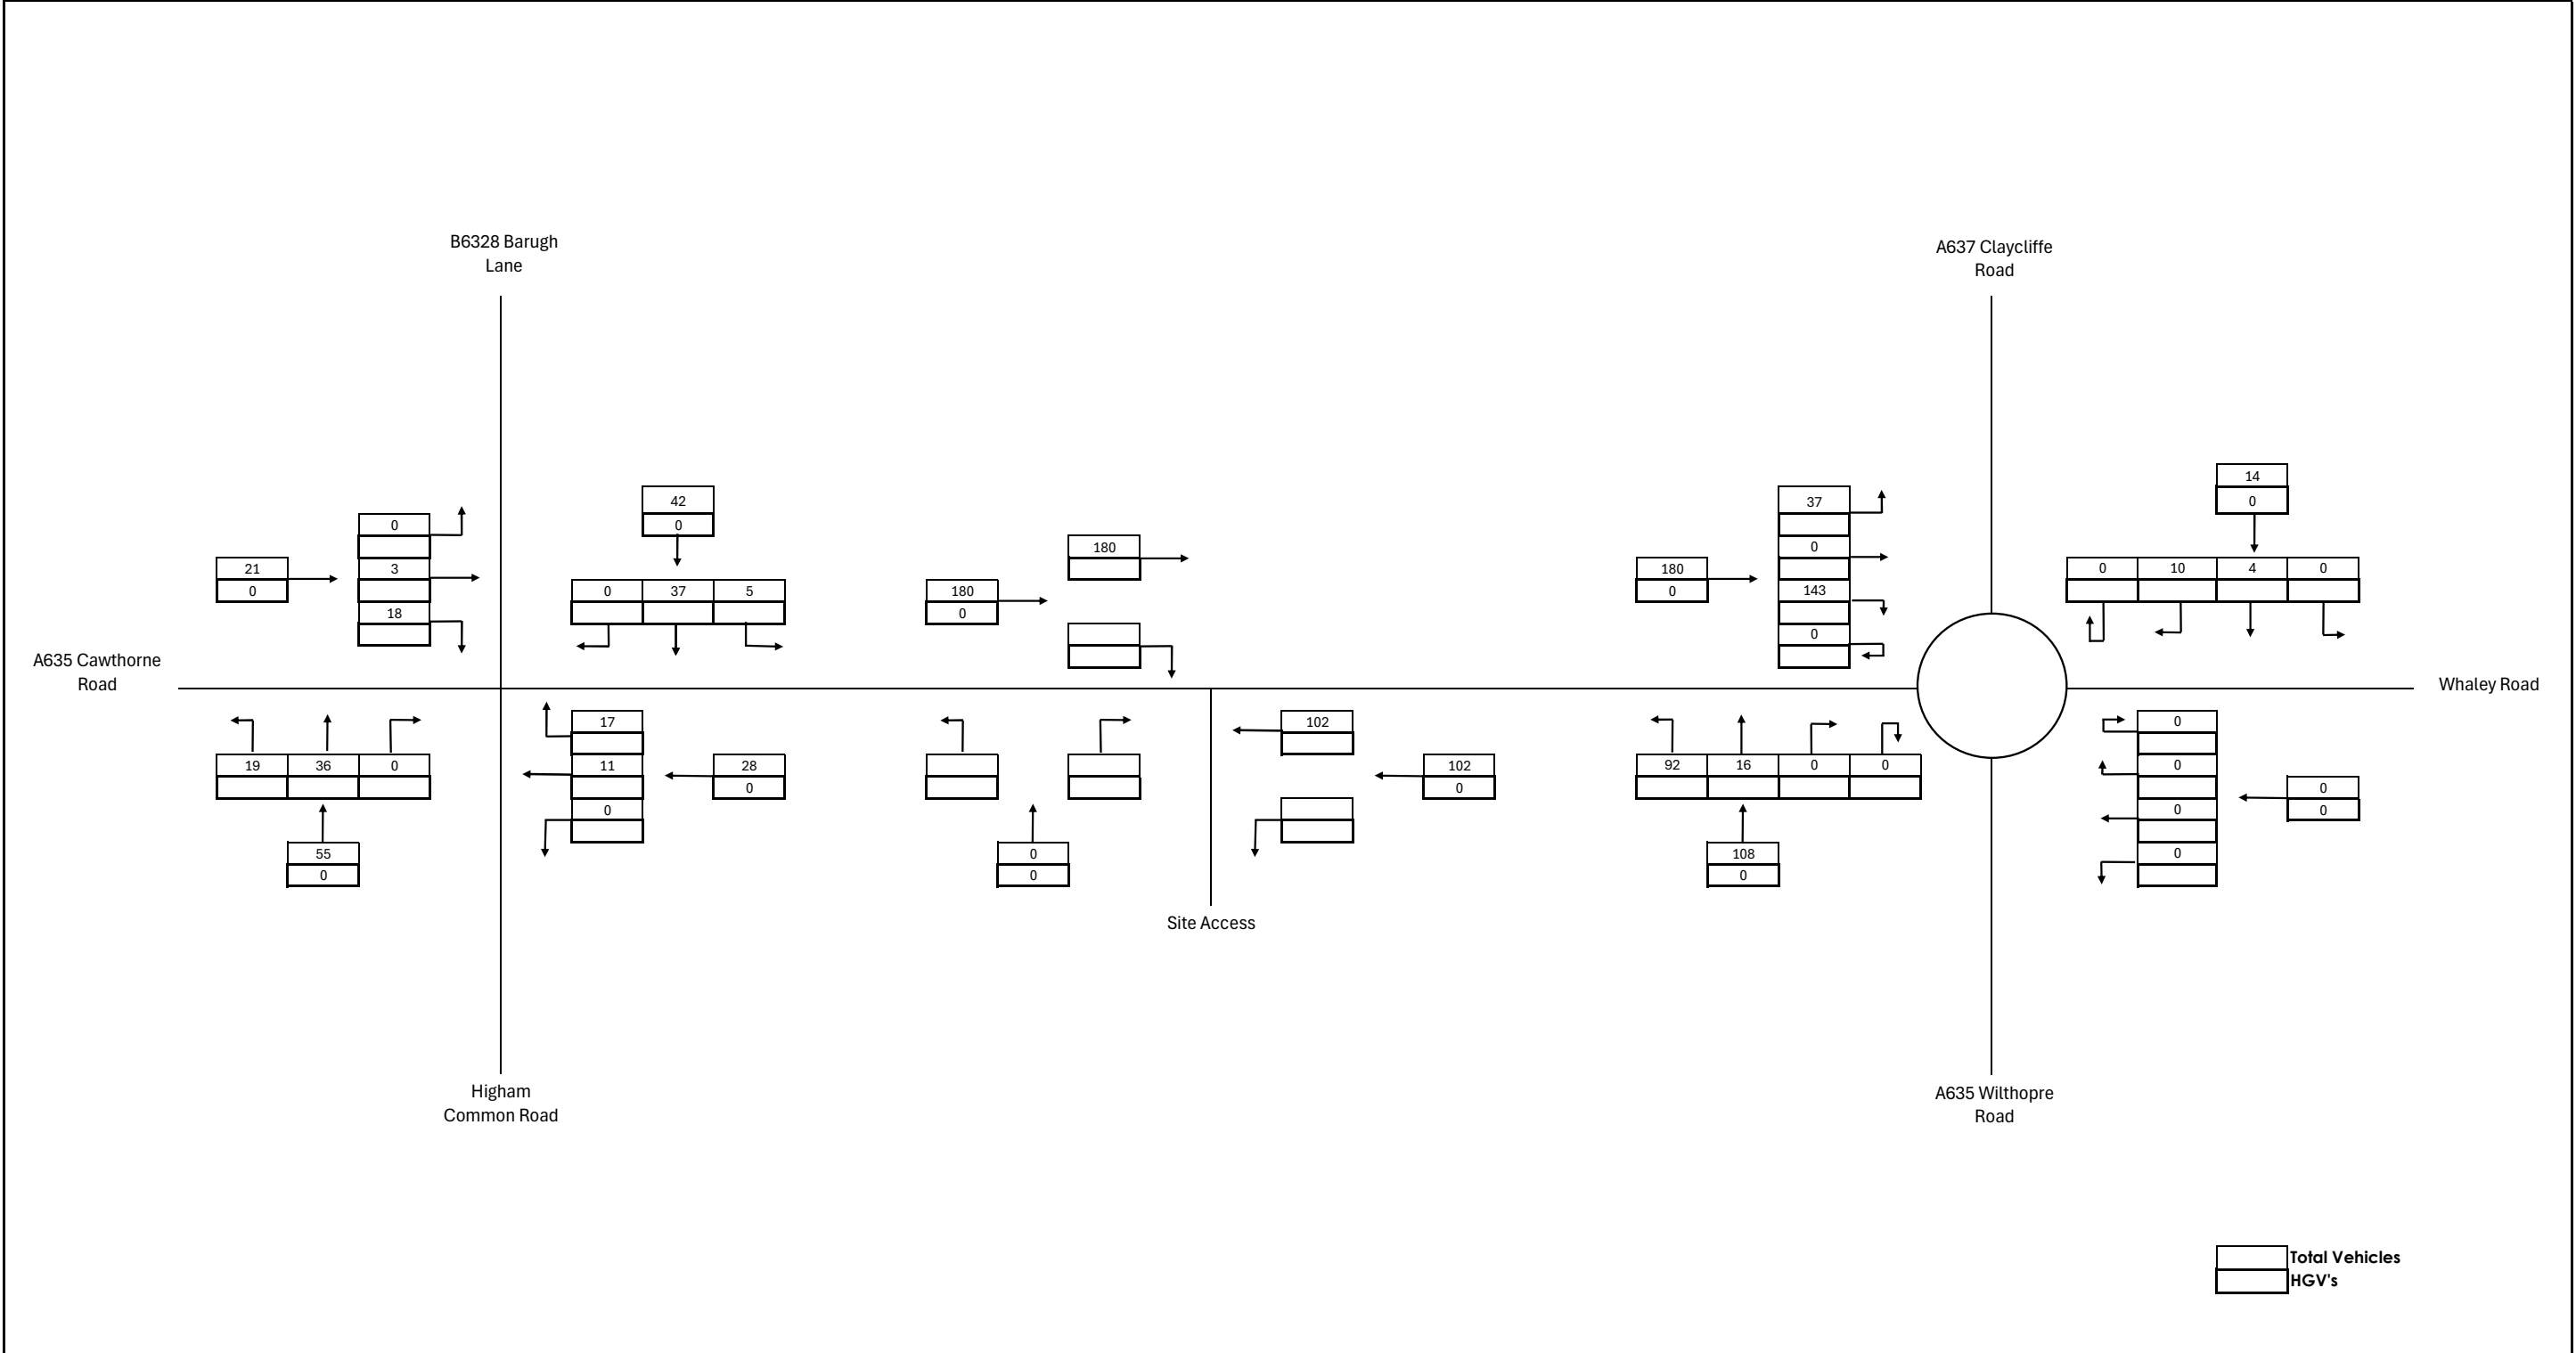 B6328 Barugh
Lane
A637 Claycliffe
Road
14
0
42
0
37
0
143
0
0
3
18
21
0
180
180
0
180
0
0 10 4 0
0 37 5
A635 Cawthorne
Road
Whaley Road
17
11
0
28
0
19 36 0
55
0
0
0
102
102
0
92 16 0 0
108
0
0
0
0
0
0
0
Site Access
Higham
Common Road
A635 Wilthopre
Road
Total Vehicles
HGV's